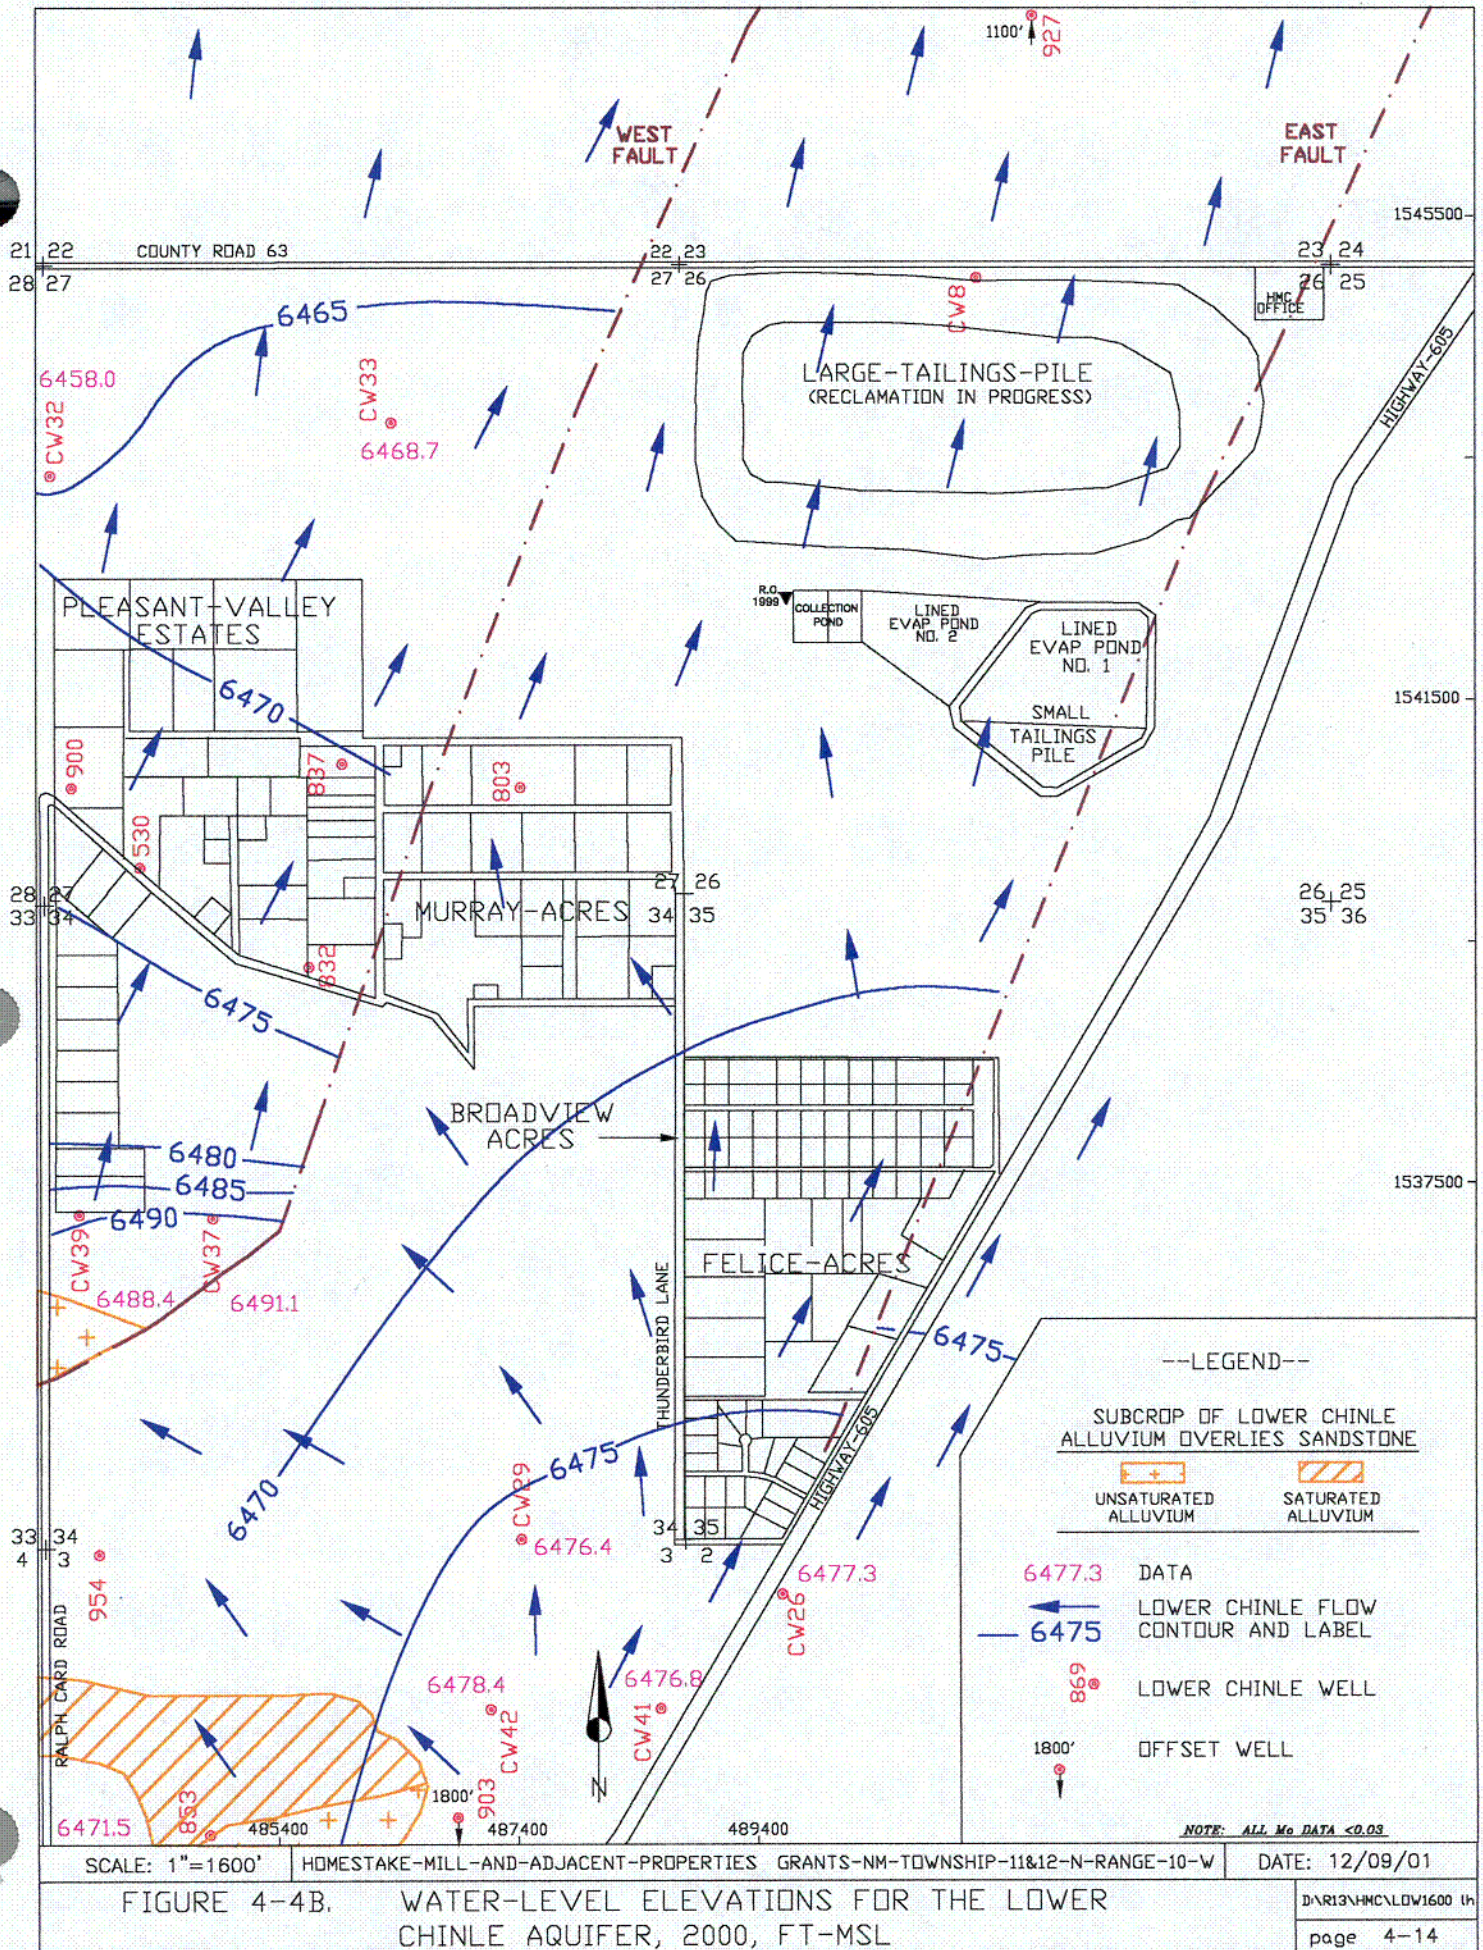 1100'
927
WEST
FAULT
EAST
FAULT
1545500
21 22
28 27
COUNTY ROAD 63
22 23
27 26
23 24
26 25
HMC
OFFICE
HIGHWAY-605
6465
6458.0
CW32
CW33
6468.7
CW8
LARGE-TAILINGS-PILE
(RECLAMATION IN PROGRESS)
PLEASANT-VALLEY
ESTATES
R.O.
1999
COLLECTION
POND
LINED
EVAP POND
NO. 2
LINED
EVAP POND
NO. 1
SMALL
TAILINGS
PILE
1541500
6470
900
837
803
530
28 27
33 34
MURRAY-ACRES
27 26
34 35
26 25
35 36
832
6475
BROADVIEW
ACRES
6480
6485
6490
1537500
CW39
CW37
6488.4
6491.1
FELICE-ACRES
THUNDERBIRD LANE
6475
--LEGEND--
SUBCROP OF LOWER CHINLE
ALLUVIUM OVERLIES SANDSTONE
UNSATURATED
ALLUVIUM
SATURATED
ALLUVIUM
6477.3 DATA
LOWER CHINLE FLOW
6475 CONTOUR AND LABEL
869 LOWER CHINLE WELL
1800' OFFSET WELL
NOTE: ALL Mo DATA <0.03
6475
HIGHWAY-605
6470
CW29
6476.4
33 34
4 3
34 35
3 2
954
RALPH CARD ROAD
6477.3
CW26
6478.4
CW42
6476.8
CW41
N
1800'
903
853
6471.5
485400
487400
489400
SCALE: 1"=1600'
HOMESTAKE-MILL-AND-ADJACENT-PROPERTIES GRANTS-NM-TOWNSHIP-11&12-N-RANGE-10-W
DATE: 12/09/01
FIGURE 4-4B. WATER-LEVEL ELEVATIONS FOR THE LOWER
CHINLE AQUIFER, 2000, FT-MSL
D:\R13\HMC\LOW1600 lh
page 4-14